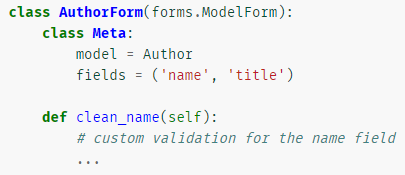 class AuthorForm(forms.ModelForm):
    class Meta:
        model = Author
        fields = ('name', 'title')

    def clean_name(self):
        # custom validation for the name field
        ...